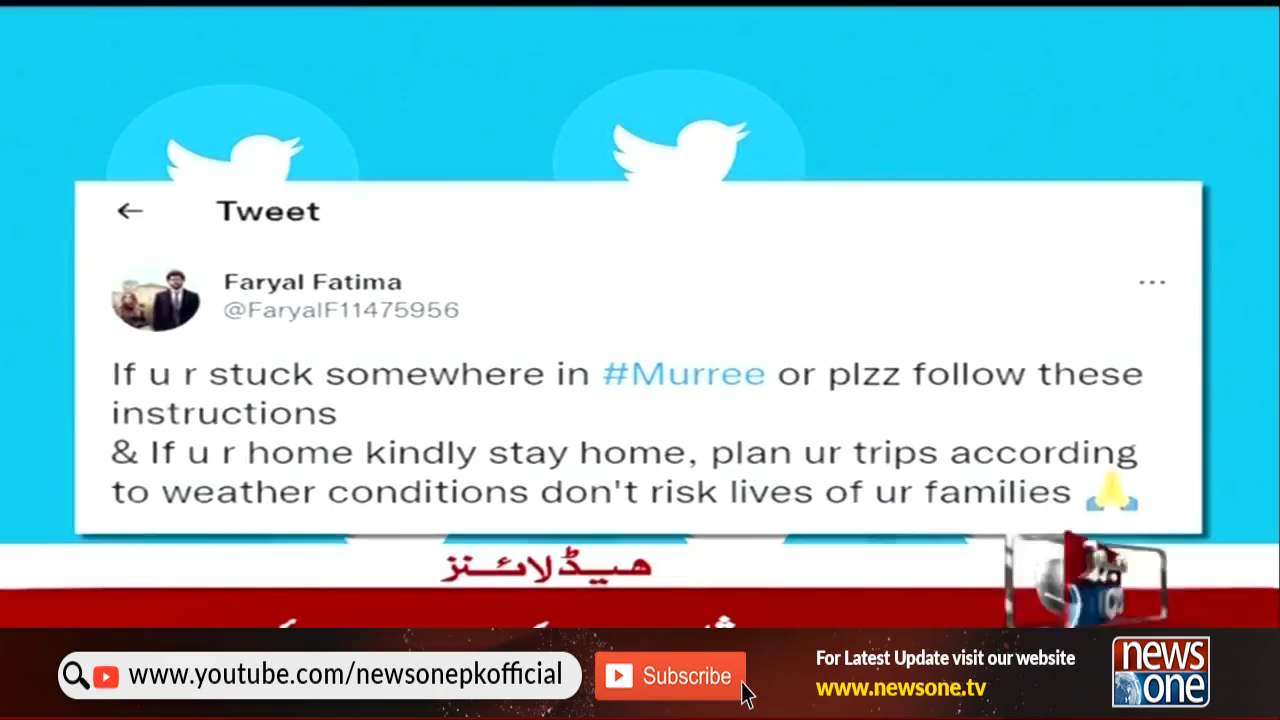 Tweet
Faryal Fatima
@FaryalF11475956
If u r stuck somewhere in #Murree or plzz follow these
instructions
& If u r home kindly stay home, plan ur trips according
to weather conditions don't risk lives of ur families 🙏
ھیڈلائنز
www.youtube.com/newsonepkofficial
Subscribe
For Latest Update visit our website
www.newsone.tv
news
one